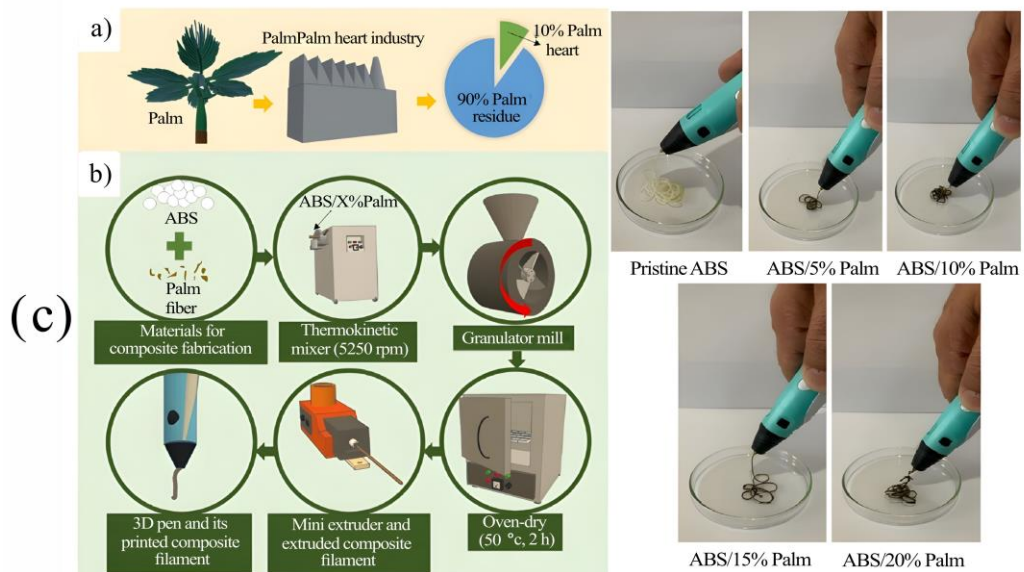 (c)
a)
Palm
PalmPalm heart industry
10% Palm
heart
90% Palm
residue
b)
ABS
Palm
fiber
Materials for
composite fabrication
ABS/X%Palm
Thermokinetic
mixer (5250 rpm)
Granulator mill
3D pen and its
printed composite
filament
Mini extruder and
extruded composite
filament
Oven-dry
(50 °c, 2 h)
Pristine ABS
ABS/5% Palm
ABS/10% Palm
ABS/15% Palm
ABS/20% Palm